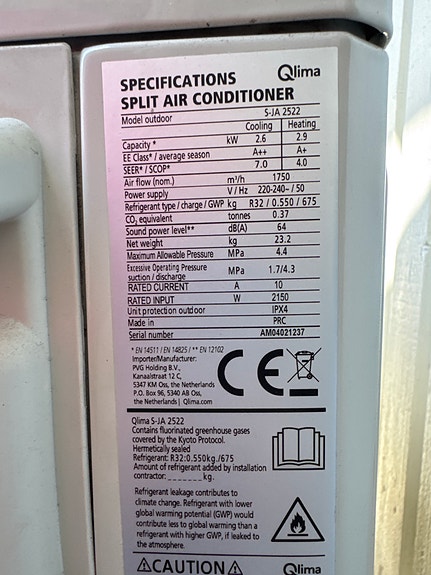 SPECIFICATIONS Qlima
SPLIT AIR CONDITIONER
Model outdoor S-JA 2522
Cooling Heating
Capacity * kW 2.6 2.9
EE Class* / average season A++ A+
SEER* / SCOP* 7.0 4.0
Air flow (nom.) m³/h 1750
Power supply V / Hz 220-240~ / 50
Refrigerant type / charge / GWP kg R32 / 0.550 / 675
CO₂ equivalent tonnes 0.37
Sound power level** dB(A) 64
Net weight kg 23.2
Maximum Allowable Pressure MPa 4.4
Excessive Operating Pressure
suction / discharge MPa 1.7/4.3
RATED CURRENT A 10
RATED INPUT W 2150
Unit protection outdoor IPX4
Made in PRC
Serial number AM04021237
* EN 14511 / EN 14825 / ** EN 12102
Importer/Manufacturer:
PVG Holding B.V.,
Kanaalstraat 12 C,
5347 KM Oss, the Netherlands
P.O. Box 96, 5340 AB Oss,
the Netherlands | Qlima.com
CE
Qlima S-JA 2522
Contains fluorinated greenhouse gases
covered by the Kyoto Protocol.
Hermetically sealed
Refrigerant: R32:0.550kg./675
Amount of refrigerant added by installation
contractor: _______ kg.
Refrigerant leakage contributes to
climate change. Refrigerant with lower
global warming potential (GWP) would
contribute less to global warming than a
refrigerant with higher GWP, if leaked to
the atmosphere.
CAUTION Qlima